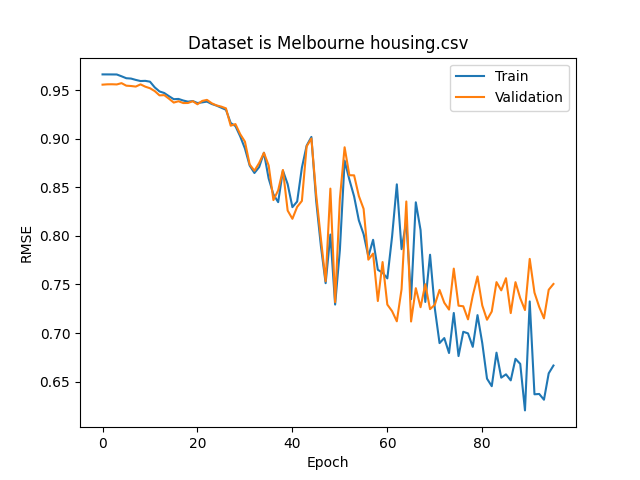 Dataset is Melbourne housing.csv
Train
Validation
0.95
0.90
0.85
0.80
0.75
0.70
0.65
RMSE
0 20 40 60 80
Epoch